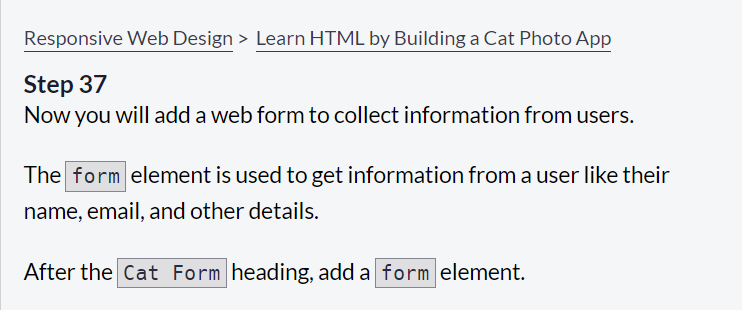 Responsive Web Design > Learn HTML by Building a Cat Photo App
Step 37
Now you will add a web form to collect information from users.
The form element is used to get information from a user like their
name, email, and other details.
After the Cat Form heading, add a form element.